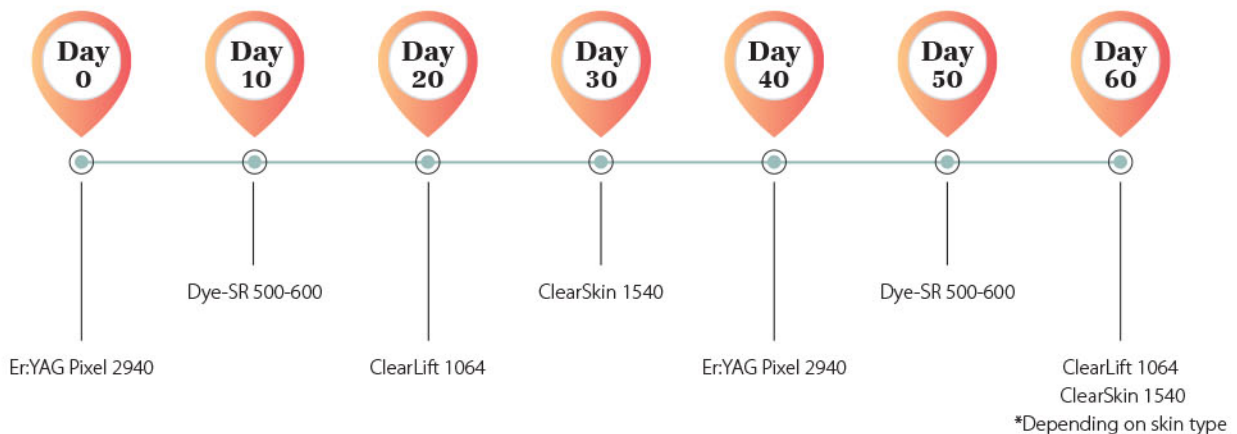 Day
0
Day
10
Day
20
Day
30
Day
40
Day
50
Day
60
Dye-SR 500-600
ClearSkin 1540
Dye-SR 500-600
Er:YAG Pixel 2940
ClearLift 1064
Er:YAG Pixel 2940
ClearLift 1064
ClearSkin 1540
*Depending on skin type